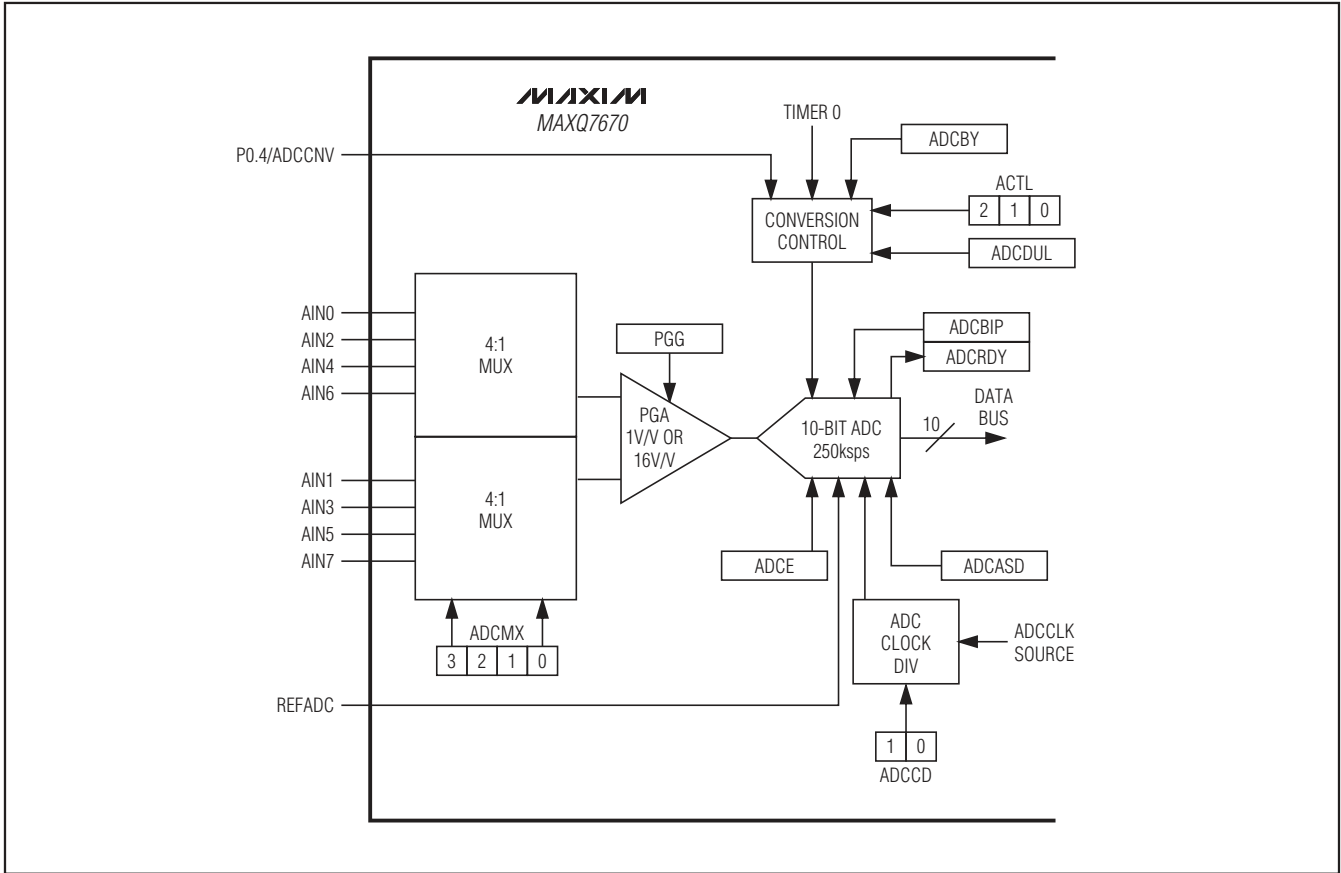 MAXIM
MAXQ7670
TIMER 0
P0.4/ADCCNV
ADCBY
ACTL
2 1 0
CONVERSION
CONTROL
ADCDUL
AIN0
AIN2
AIN4
AIN6
4:1
MUX
PGG
ADCBIP
ADCRDY
PGA
1V/V OR
16V/V
10-BIT ADC
250ksps
10
DATA
BUS
AIN1
AIN3
AIN5
AIN7
4:1
MUX
ADCE
ADCASD
ADCMX
3 2 1 0
ADC
CLOCK
DIV
ADCCLK
SOURCE
REFADC
1 0
ADCCD